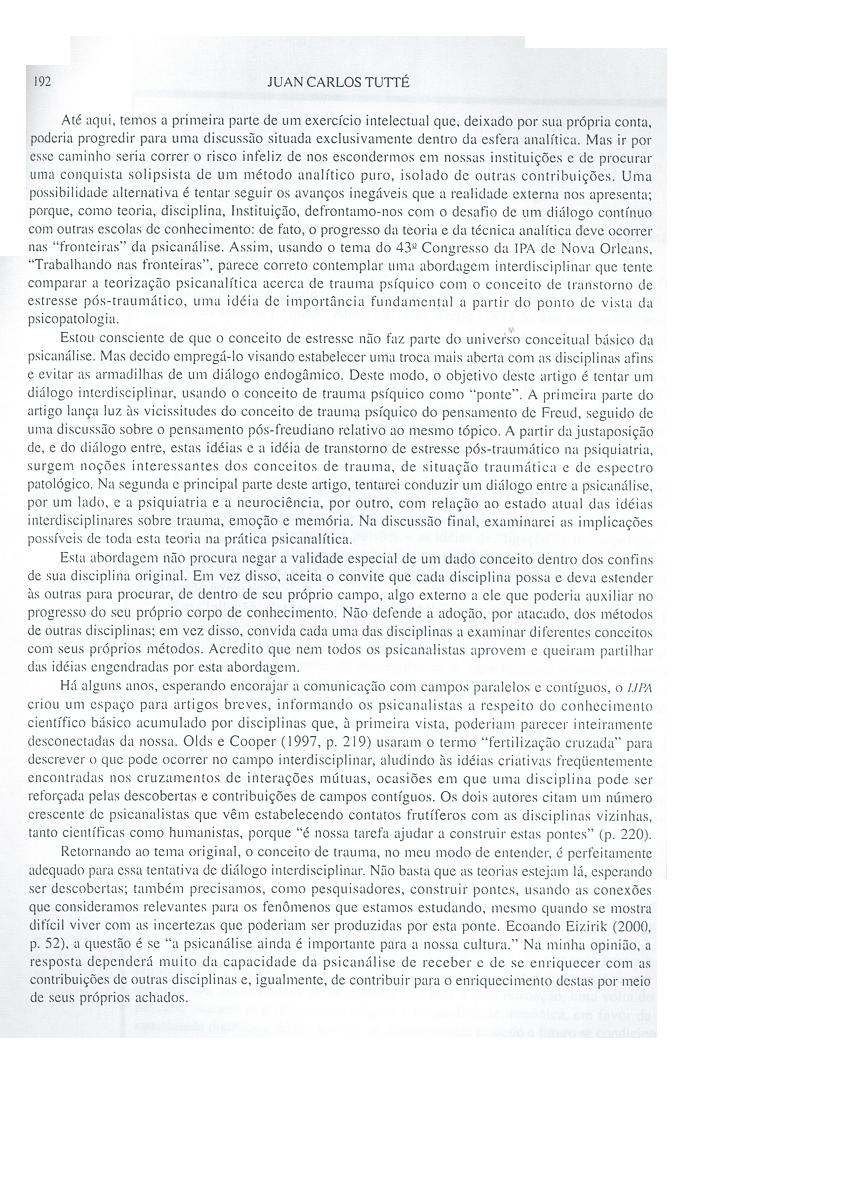 192
JUAN CARLOS TUTTÉ
Até aqui, temos a primeira parte de um exercício intelectual que, deixado por sua própria conta,
poderia progredir para uma discussão situada exclusivamente dentro da esfera analítica. Mas ir por
esse caminho seria correr o risco infeliz de nos escondermos em nossas instituições e de procurar
uma conquista solipsista de um método analítico puro, isolado de outras contribuições. Uma
possibilidade alternativa é tentar seguir os avanços inegáveis que a realidade externa nos apresenta;
porque, como teoria, disciplina, Instituição, defrontamo-nos com o desafio de um diálogo contínuo
com outras escolas de conhecimento: de fato, o progresso da teoria e da técnica analítica deve ocorrer
nas “fronteiras” da psicanálise. Assim, usando o tema do 43º Congresso da IPA de Nova Orleans,
“Trabalhando nas fronteiras”, parece correto contemplar uma abordagem interdisciplinar que tente
comparar a teorização psicanalítica acerca de trauma psíquico com o conceito de transtorno de
estresse pós-traumático, uma idéia de importância fundamental a partir do ponto de vista da
psicopatologia.
Estou consciente de que o conceito de estresse não faz parte do universo conceitual básico da
psicanálise. Mas decido empregá-lo visando estabelecer uma troca mais aberta com as disciplinas afins
e evitar as armadilhas de um diálogo endogâmico. Deste modo, o objetivo deste artigo é tentar um
diálogo interdisciplinar, usando o conceito de trauma psíquico como “ponte”. A primeira parte do
artigo lança luz às vicissitudes do conceito de trauma psíquico do pensamento de Freud, seguido de
uma discussão sobre o pensamento pós-freudiano relativo ao mesmo tópico. A partir da justaposição
de, e do diálogo entre, estas idéias e a idéia de transtorno de estresse pós-traumático na psiquiatria,
surgem noções interessantes dos conceitos de trauma, de situação traumática e de espectro
patológico. Na segunda e principal parte deste artigo, tentarei conduzir um diálogo entre a psicanálise,
por um lado, e a psiquiatria e a neurociência, por outro, com relação ao estado atual das idéias
interdisciplinares sobre trauma, emoção e memória. Na discussão final, examinarei as implicações
possíveis de toda esta teoria na prática psicanalítica.
Esta abordagem não procura negar a validade especial de um dado conceito dentro dos confins
de sua disciplina original. Em vez disso, aceita o convite que cada disciplina possa e deva estender
às outras para procurar, de dentro de seu próprio campo, algo externo a ele que poderia auxiliar no
progresso do seu próprio corpo de conhecimento. Não defende a adoção, por atacado, dos métodos
de outras disciplinas; em vez disso, convida cada uma das disciplinas a examinar diferentes conceitos
com seus próprios métodos. Acredito que nem todos os psicanalistas aprovem e queiram partilhar
das idéias engendradas por esta abordagem.
Há alguns anos, esperando encorajar a comunicação com campos paralelos e contíguos, o IJPA
criou um espaço para artigos breves, informando os psicanalistas a respeito do conhecimento
científico básico acumulado por disciplinas que, à primeira vista, poderiam parecer inteiramente
desconectadas da nossa. Olds e Cooper (1997, p. 219) usaram o termo “fertilização cruzada” para
descrever o que pode ocorrer no campo interdisciplinar, aludindo às idéias criativas freqüentemente
encontradas nos cruzamentos de interações mútuas, ocasiões em que uma disciplina pode ser
reforçada pelas descobertas e contribuições de campos contíguos. Os dois autores citam um número
crescente de psicanalistas que vêm estabelecendo contatos frutíferos com as disciplinas vizinhas,
tanto científicas como humanistas, porque “é nossa tarefa ajudar a construir estas pontes” (p. 220).
Retornando ao tema original, o conceito de trauma, no meu modo de entender, é perfeitamente
adequado para essa tentativa de diálogo interdisciplinar. Não basta que as teorias estejam lá, esperando
ser descobertas; também precisamos, como pesquisadores, construir pontes, usando as conexões
que consideramos relevantes para os fenômenos que estamos estudando, mesmo quando se mostra
difícil viver com as incertezas que poderiam ser produzidas por esta ponte. Ecoando Eizirik (2000,
p. 52), a questão é se “a psicanálise ainda é importante para a nossa cultura.” Na minha opinião, a
resposta dependerá muito da capacidade da psicanálise de receber e de se enriquecer com as
contribuições de outras disciplinas e, igualmente, de contribuir para o enriquecimento destas por meio
de seus próprios achados.